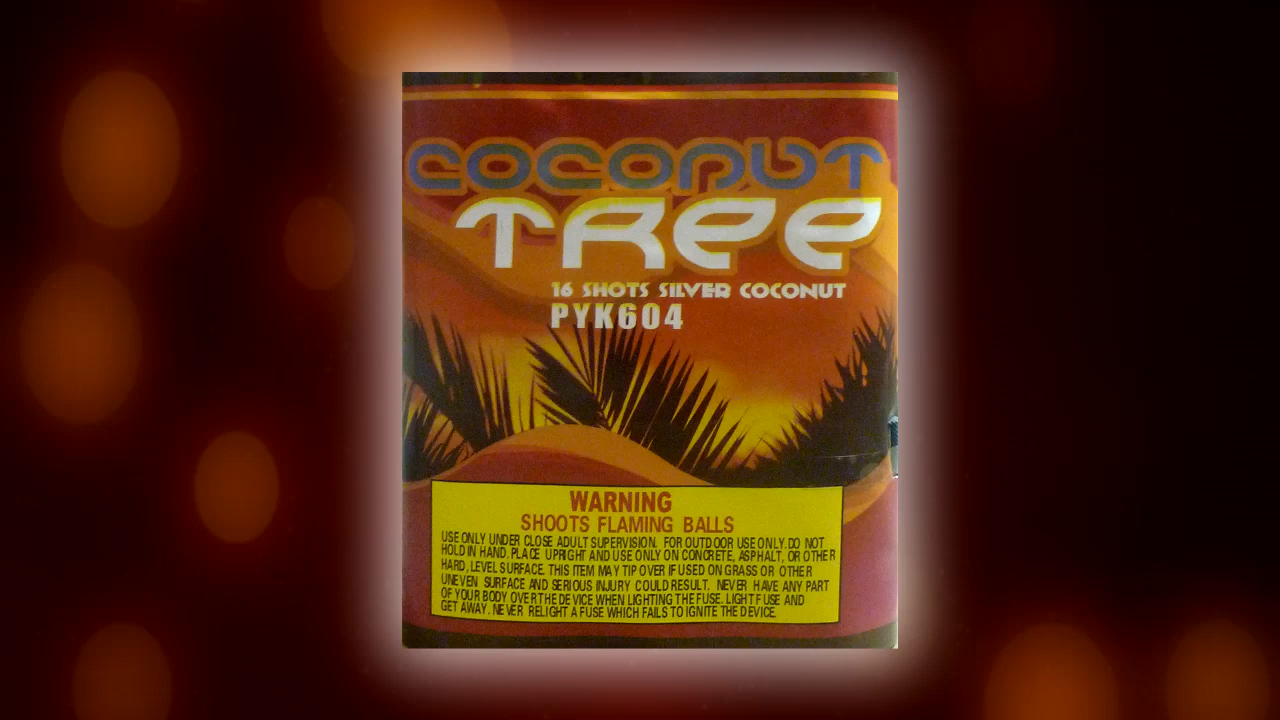 COCONUT
TREE
16 SHOTS SILVER COCONUT
PYK604
WARNING
SHOOTS FLAMING BALLS
USE ONLY UNDER CLOSE ADULT SUPERVISION. FOR OUTDOOR USE ONLY. DO NOT
HOLD IN HAND. PLACE UPRIGHT AND USE ONLY ON CONCRETE, ASPHALT, OR OTHER
HARD, LEVEL SURFACE. THIS ITEM MAY TIP OVER IF USED ON GRASS OR OTHER
UNEVEN SURFACE AND SERIOUS INJURY COULD RESULT. NEVER HAVE ANY PART
OF YOUR BODY OVER THE DEVICE WHEN LIGHTING THE FUSE. LIGHT FUSE AND
GET AWAY. NEVER RELIGHT A FUSE WHICH FAILS TO IGNITE THE DEVICE.